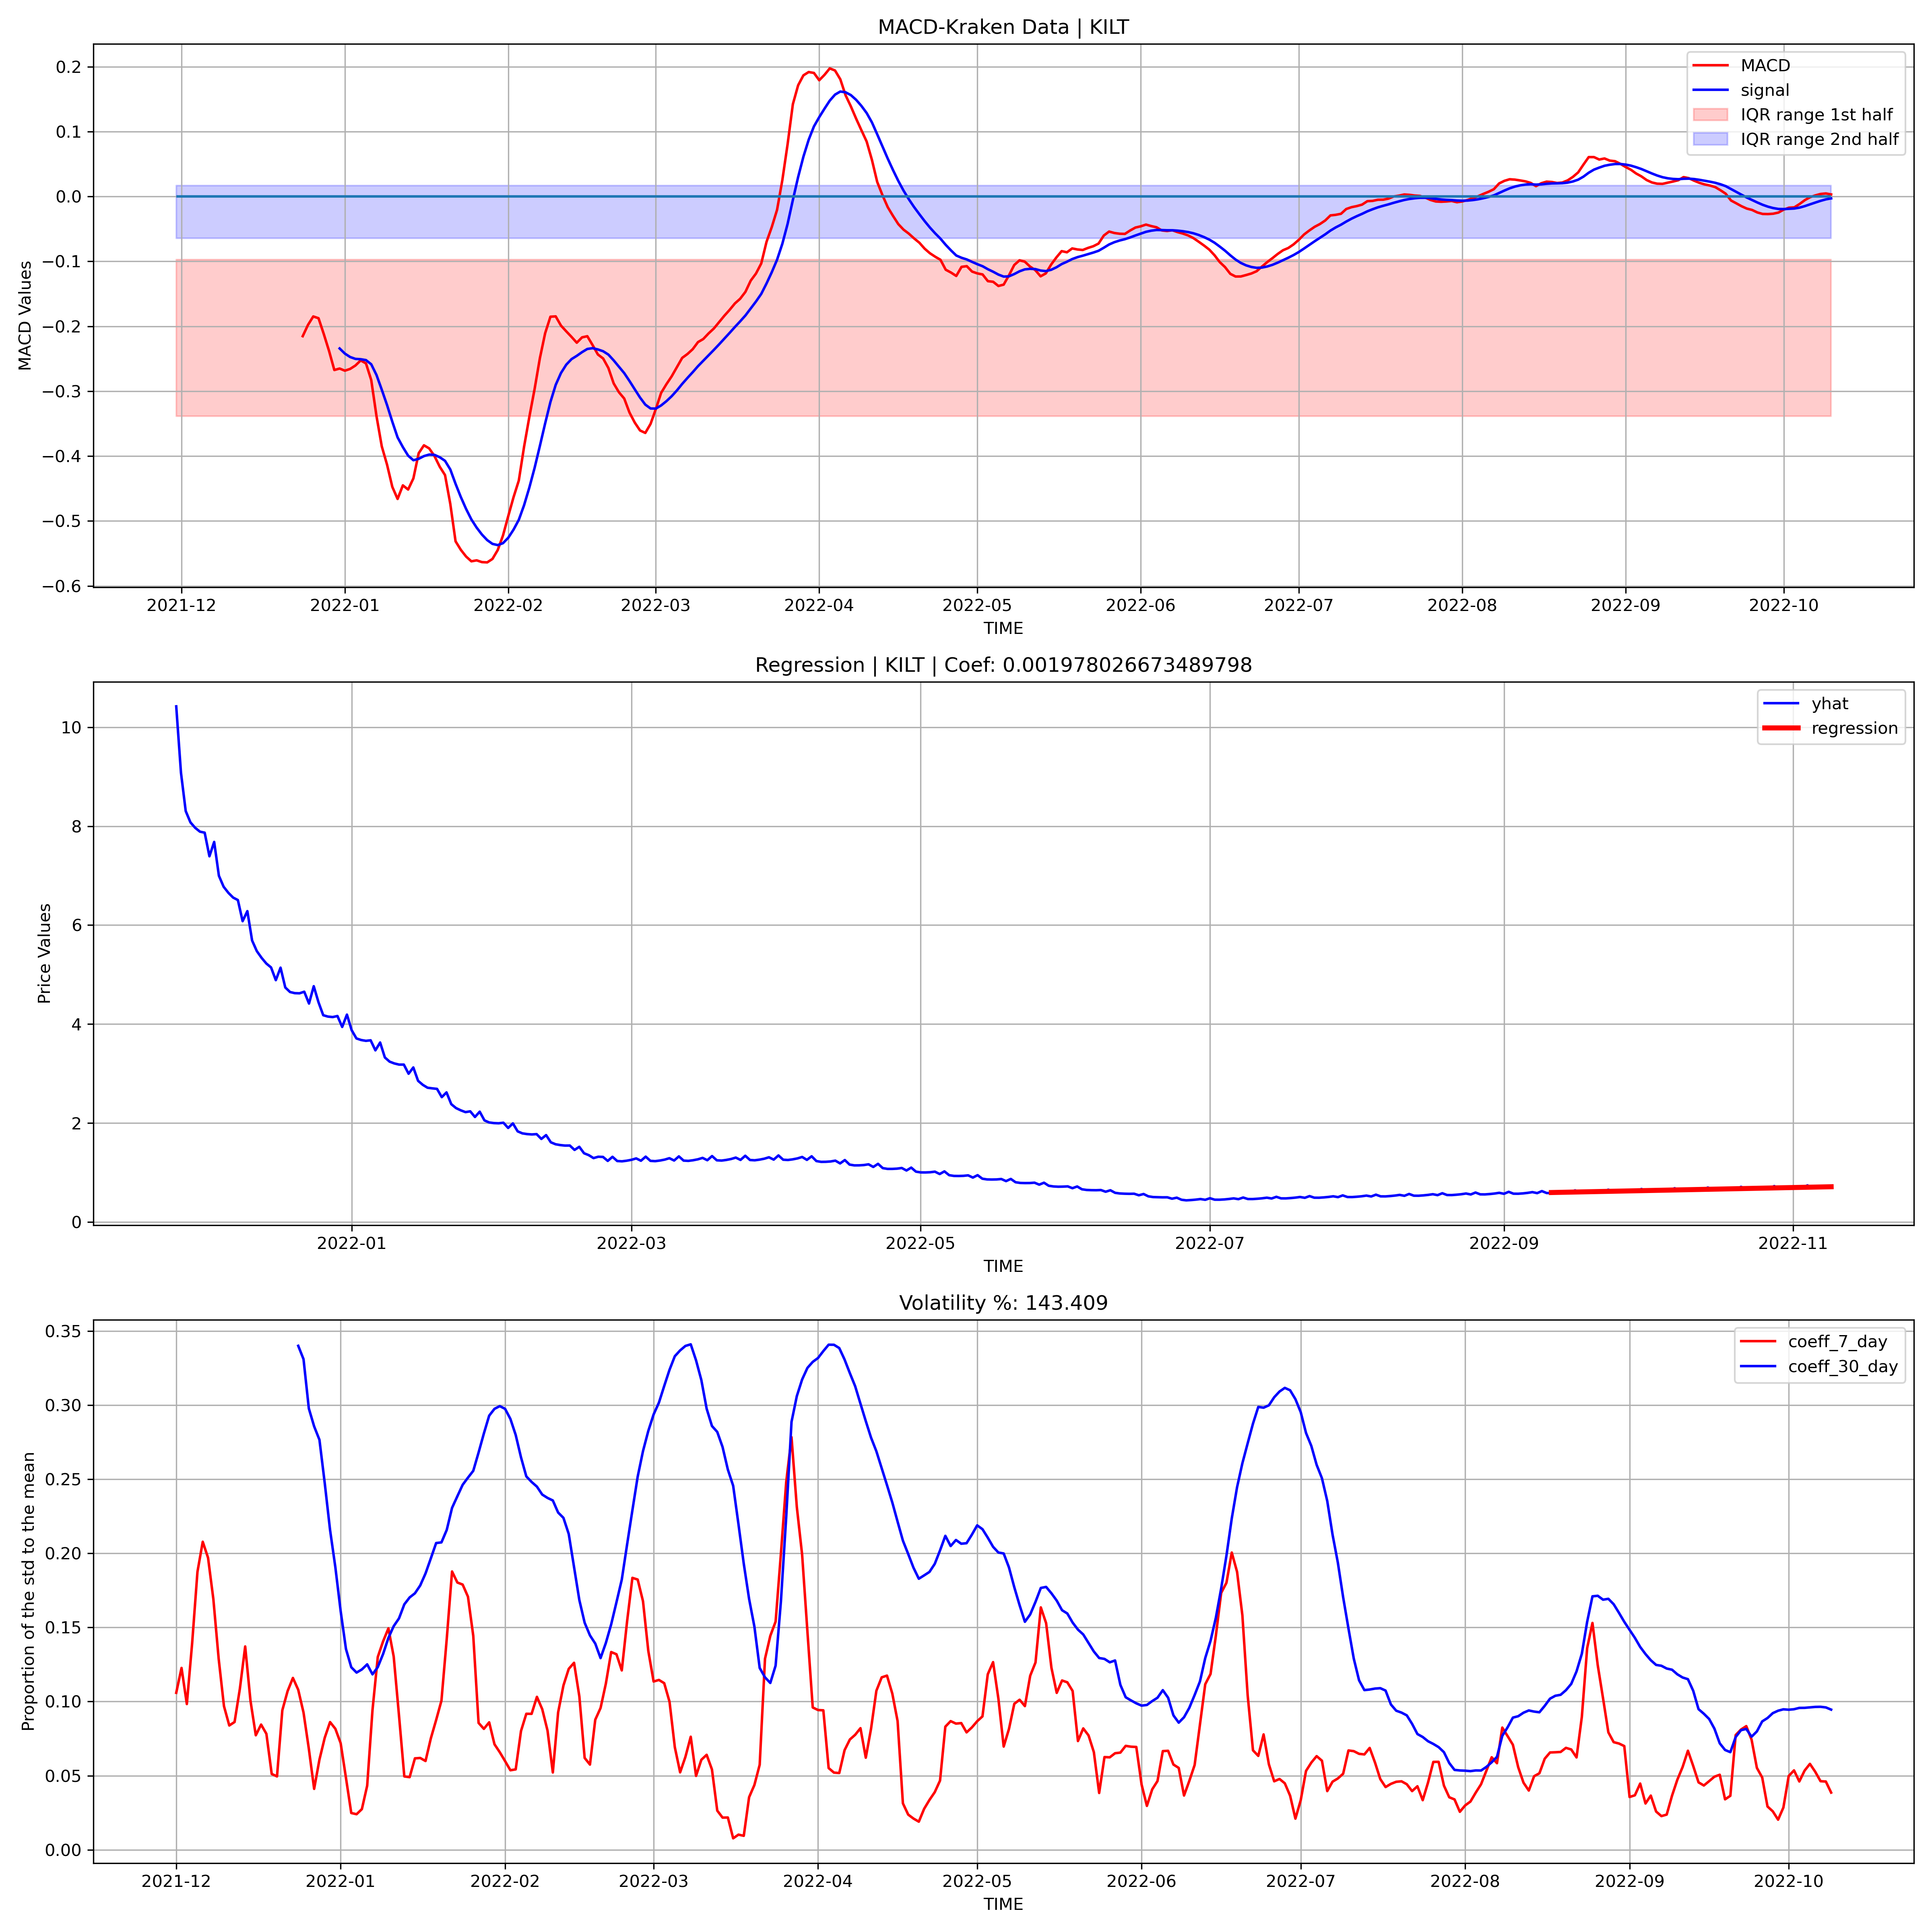 MACD-Kraken Data | KILT
MACD Values
0.2
0.1
0.0
−0.1
−0.2
−0.3
−0.4
−0.5
−0.6
MACD
signal
IQR range 1st half
IQR range 2nd half
2021-12 2022-01 2022-02 2022-03 2022-04 2022-05 2022-06 2022-07 2022-08 2022-09 2022-10
TIME
Regression | KILT | Coef: 0.001978026673489798
Price Values
10
8
6
4
2
0
yhat
regression
2022-01 2022-03 2022-05 2022-07 2022-09 2022-11
TIME
Volatility %: 143.409
Proportion of the std to the mean
0.35
0.30
0.25
0.20
0.15
0.10
0.05
0.00
coeff_7_day
coeff_30_day
2021-12 2022-01 2022-02 2022-03 2022-04 2022-05 2022-06 2022-07 2022-08 2022-09 2022-10
TIME